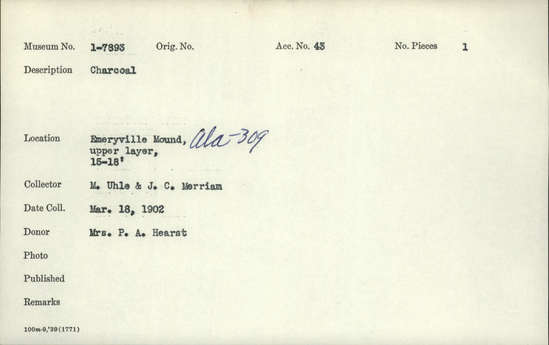 Museum No. 1-7893 Orig. No. Acc. No. 43 No. Pieces 1
Description Charcoal
Location Emeryville Mound, Ala-309
upper layer,
15-18'
Collector M. Uhle & J. C. Merriam
Date Coll. Mar. 18, 1902
Donor Mrs. P. A. Hearst
Photo
Published
Remarks
100m-9,'39(1771)